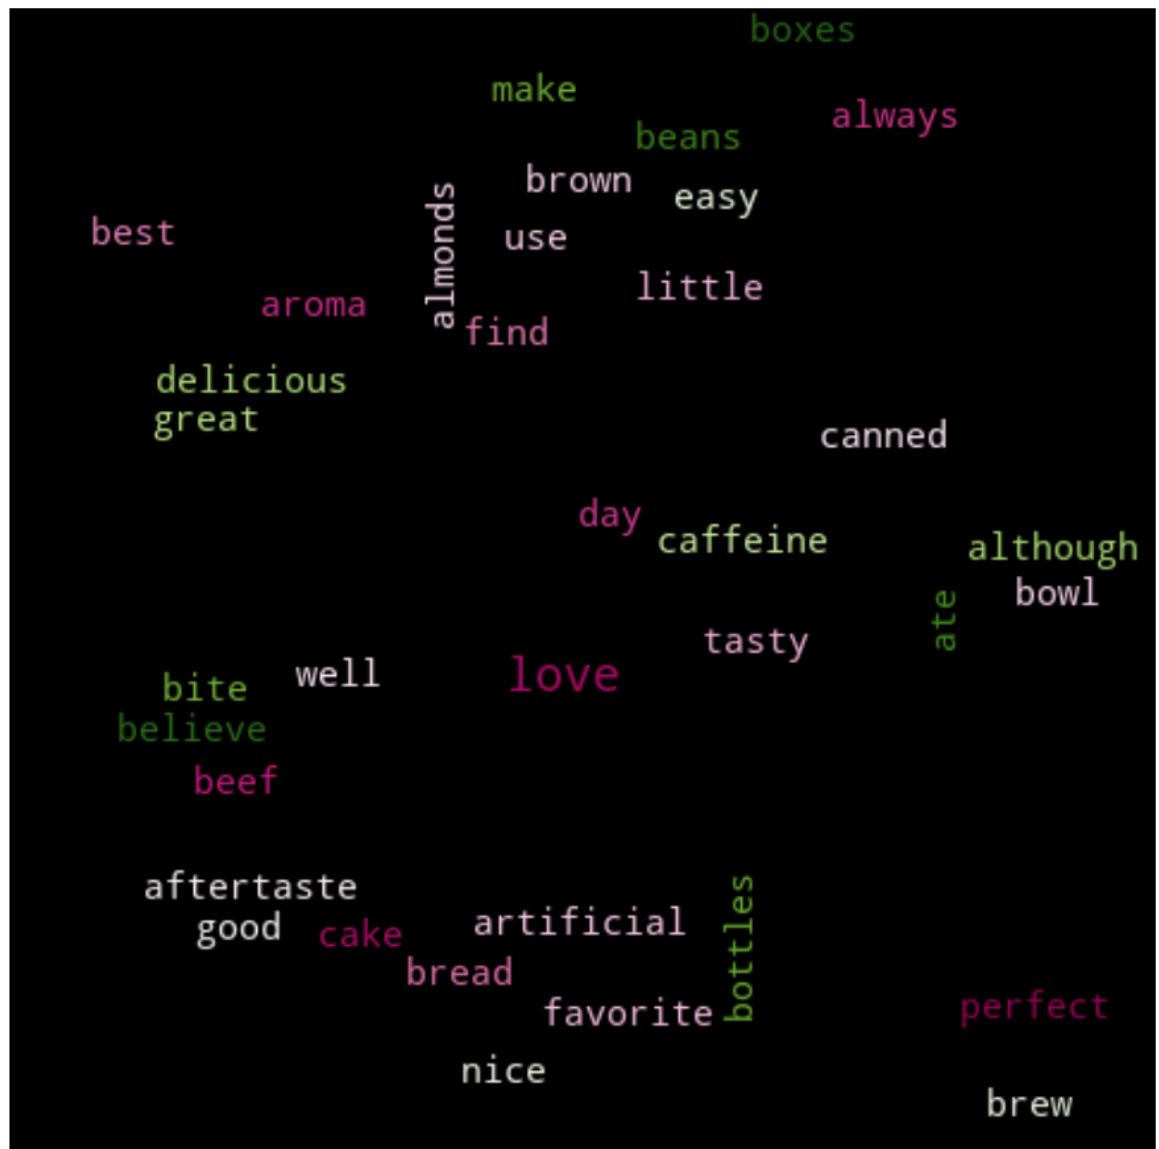 boxes
make
always
beans
brown
easy
almonds
best
use
little
aroma
find
delicious
great
canned
day
caffeine
although
bowl
ate
tasty
well
love
bite
believe
beef
aftertaste
good
cake
artificial
bottles
bread
favorite
perfect
nice
brew